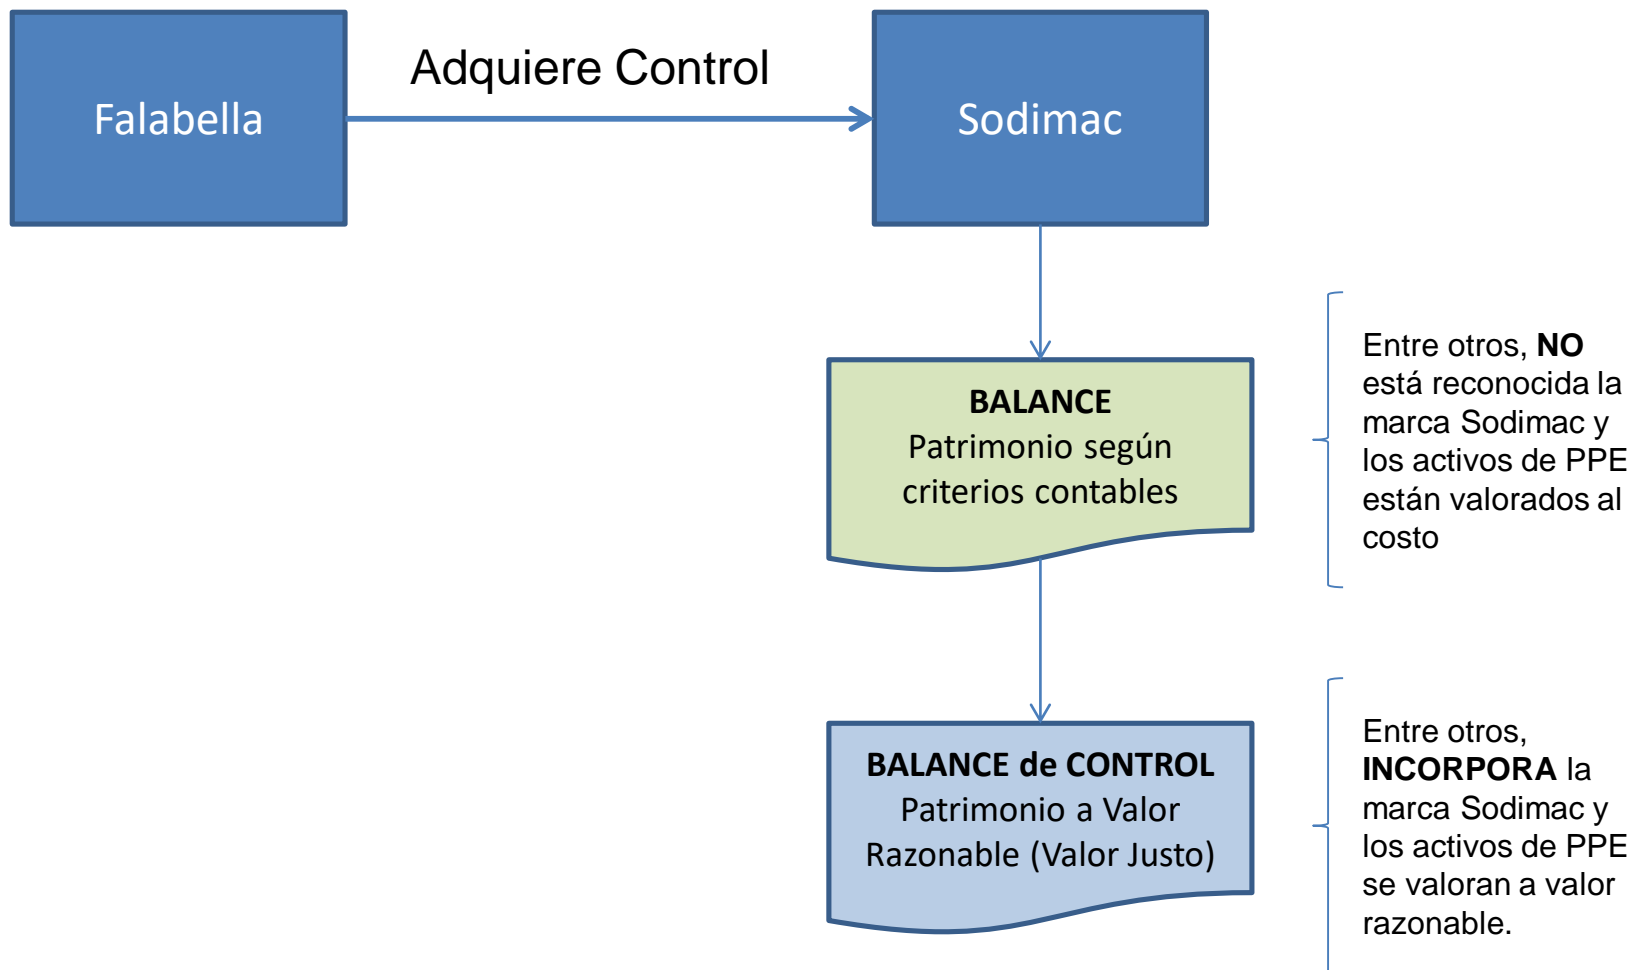 Falabella
Adquiere Control
Sodimac
BALANCE
Patrimonio según
criterios contables
Entre otros, NO
está reconocida la
marca Sodimac y
los activos de PPE
están valorados al
costo
BALANCE de CONTROL
Patrimonio a Valor
Razonable (Valor Justo)
Entre otros,
INCORPORA la
marca Sodimac y
los activos de PPE
se valoran a valor
razonable.